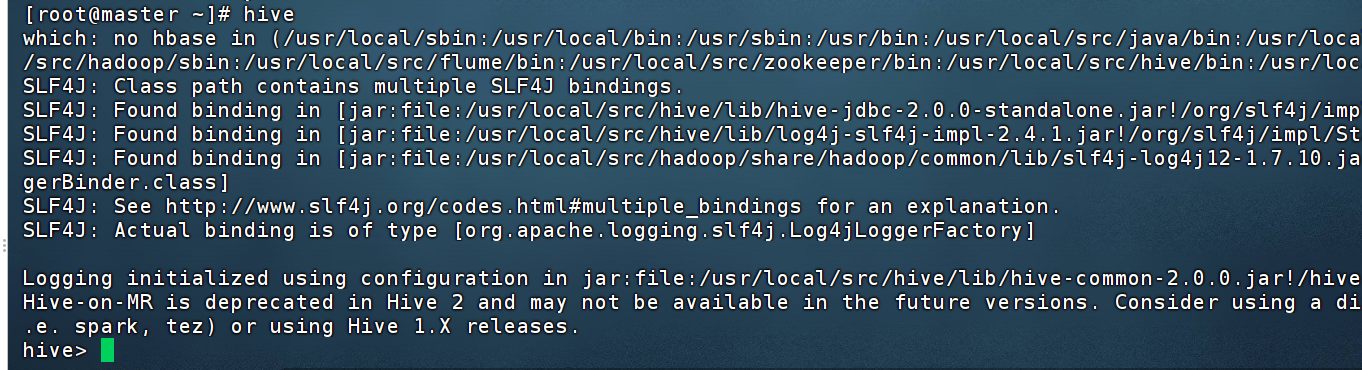 [root@master ~]# hive
which: no hbase in (/usr/local/sbin:/usr/local/bin:/usr/sbin:/usr/bin:/usr/local/src/java/bin:/usr/loca
/src/hadoop/sbin:/usr/local/src/flume/bin:/usr/local/src/zookeeper/bin:/usr/local/src/hive/bin:/usr/loc
SLF4J: Class path contains multiple SLF4J bindings.
SLF4J: Found binding in [jar:file:/usr/local/src/hive/lib/hive-jdbc-2.0.0-standalone.jar!/org/slf4j/imp
SLF4J: Found binding in [jar:file:/usr/local/src/hive/lib/log4j-slf4j-impl-2.4.1.jar!/org/slf4j/impl/St
SLF4J: Found binding in [jar:file:/usr/local/src/hadoop/share/hadoop/common/lib/slf4j-log4j12-1.7.10.ja
gerBinder.class]
SLF4J: See http://www.slf4j.org/codes.html#multiple_bindings for an explanation.
SLF4J: Actual binding is of type [org.apache.logging.slf4j.Log4jLoggerFactory]
Logging initialized using configuration in jar:file:/usr/local/src/hive/lib/hive-common-2.0.0.jar!/hive
Hive-on-MR is deprecated in Hive 2 and may not be available in the future versions. Consider using a di
.e. spark, tez) or using Hive 1.X releases.
hive>